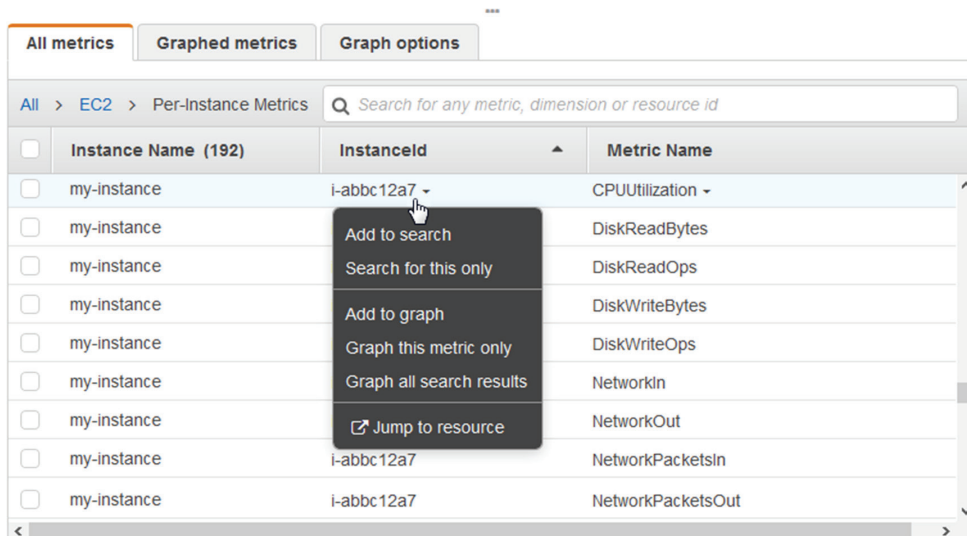 All metrics Graphed metrics Graph options
All > EC2 > Per-Instance Metrics Search for any metric, dimension or resource id
Instance Name (192) InstanceId Metric Name
my-instance i-abbc12a7 CPUUtilization
my-instance DiskReadBytes
Add to search
my-instance Search for this only DiskReadOps
my-instance DiskWriteBytes
Add to graph
my-instance Graph this metric only DiskWriteOps
my-instance Graph all search results NetworkIn
my-instance Jump to resource NetworkOut
my-instance i-abbc12a7 NetworkPacketsIn
my-instance i-abbc12a7 NetworkPacketsOut